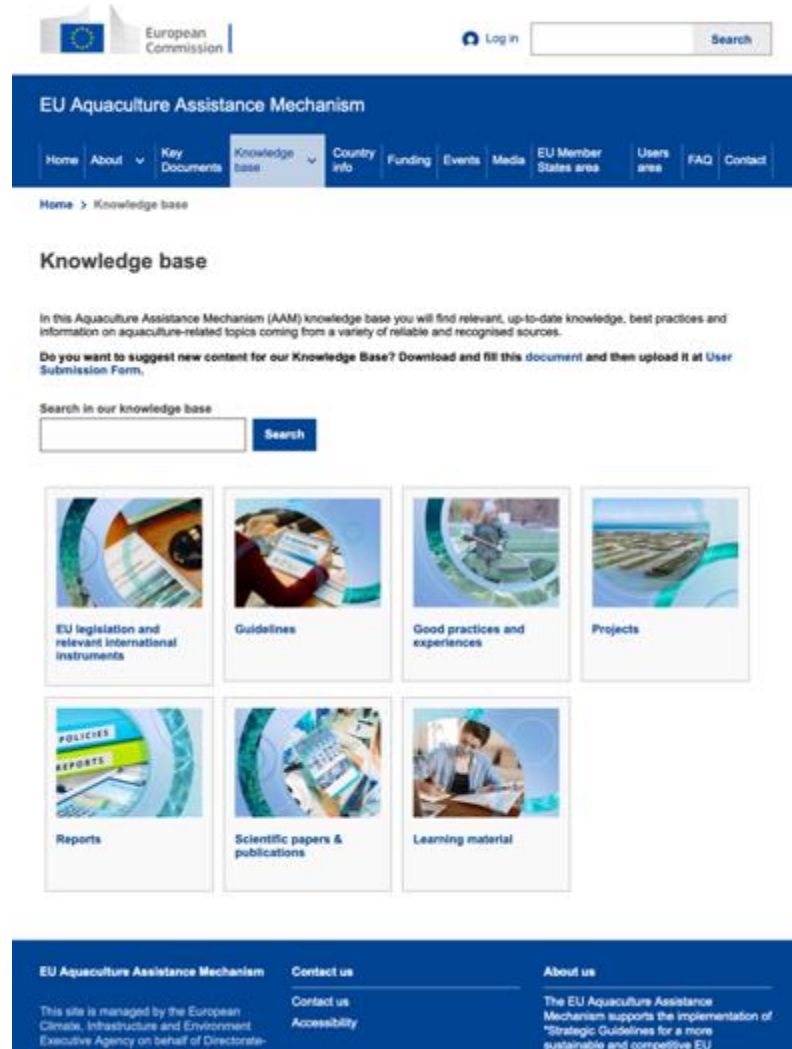 European
Commission
Log in
Search
EU Aquaculture Assistance Mechanism
Home
About
Key
Documents
Knowledge
base
Country
info
Funding
Events
Media
EU Member
States area
Users
area
FAQ
Contact
Home > Knowledge base
Knowledge base
In this Aquaculture Assistance Mechanism (AAM) knowledge base you will find relevant, up-to-date knowledge, best practices and
information on aquaculture-related topics coming from a variety of reliable and recognised sources.
Do you want to suggest new content for our Knowledge Base? Download and fill this document and then upload it at User
Submission Form.
Search in our knowledge base
Search
EU legislation and
relevant international
instruments
Guidelines
Good practices and
experiences
Projects
POLICIES
REPORTS
Reports
Scientific papers &
publications
Learning material
EU Aquaculture Assistance Mechanism
This site is managed by the European
Climate, Infrastructure and Environment
Executive Agency on behalf of Directorate-
Contact us
Contact us
Accessibility
About us
The EU Aquaculture Assistance
Mechanism supports the implementation of
"Strategic Guidelines for a more
sustainable and competitive EU